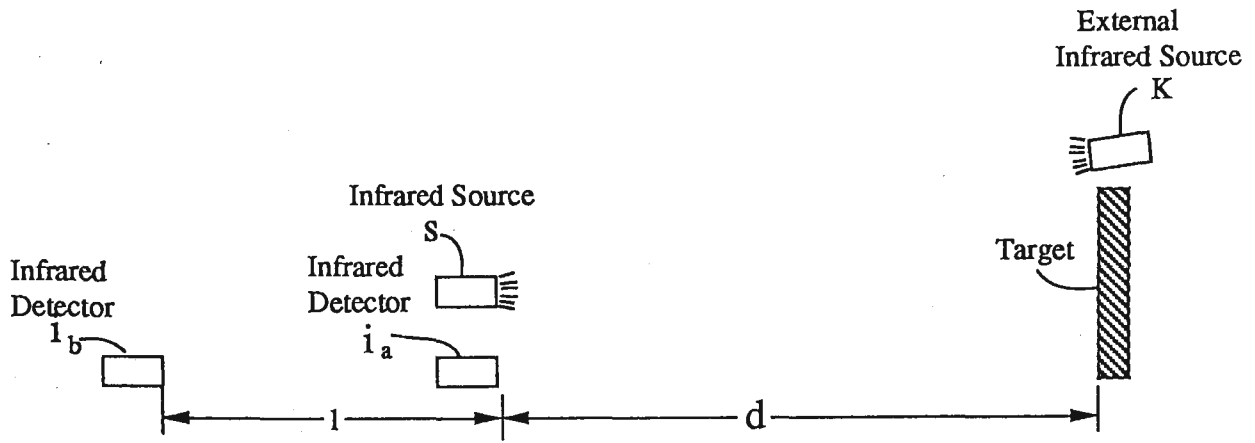 External
Infrared Source
K
Infrared Source
S
Target
Infrared
Detector
i a
Infrared
Detector
i b
l
d